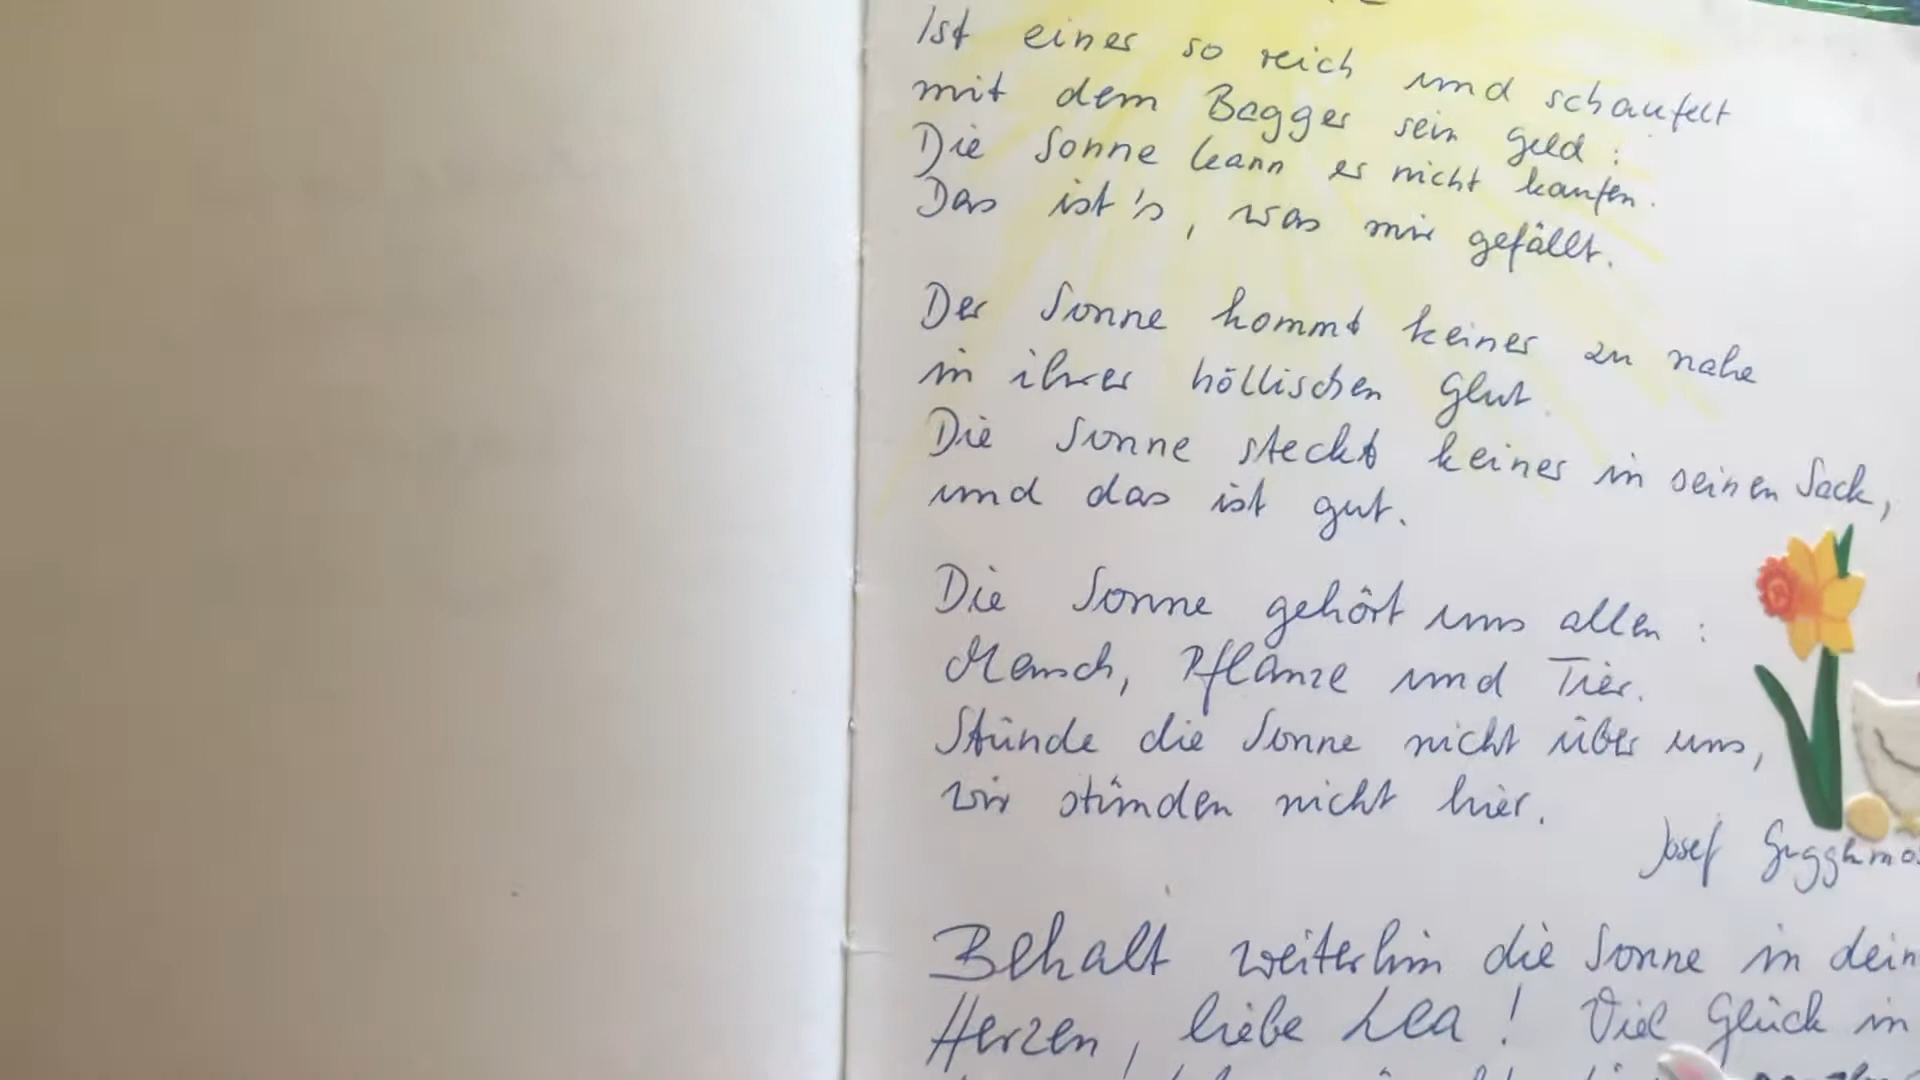 Ist einer so reich und schaufelt
mit dem Bagger sein Geld:
Die Sonne kann er nicht kaufen.
Das ist's, was mir gefällt.
Der Sonne kommt keiner zu nahe
in ihrer höllischen Glut.
Die Sonne steckt keiner in seinen Sack,
und das ist gut.
Die Sonne gehört uns allen:
Mensch, Pflanze und Tier.
Stünde die Sonne nicht über uns,
wir stünden nicht hier.
Josef Guggenmos
Behalt weiterhin die Sonne in dein
Herzen, liebe Lea! Viel Glück in